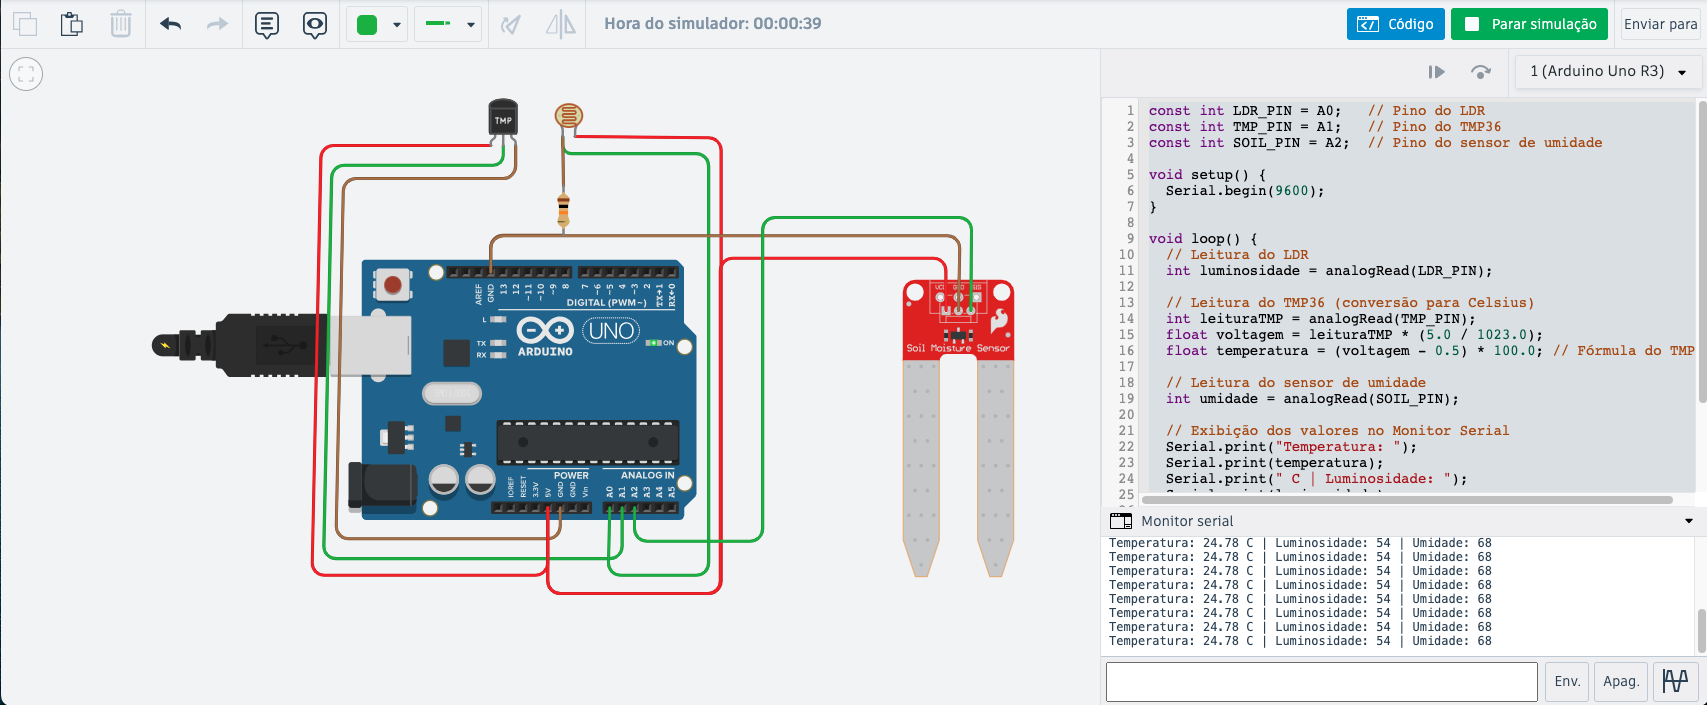 Hora do simulador: 00:00:39
Código
Parar simulação
Enviar para
1 (Arduino Uno R3)
TMP
AREF
GND
13
12
~11
~10
~9
8
7
~6
~5
4
~3
2
TX→1
RX←0
DIGITAL (PWM~)
L
TX
RX
ARDUINO
UNO
ON
POWER
ANALOG IN
IOREF
RESET
3.3V
5V
GND
GND
Vin
A0
A1
A2
A3
A4
A5
Soil Moisture Sensor
1 const int LDR_PIN = A0; // Pino do LDR
2 const int TMP_PIN = A1; // Pino do TMP36
3 const int SOIL_PIN = A2; // Pino do sensor de umidade
4
5 void setup() {
6 Serial.begin(9600);
7 }
8
9 void loop() {
10 // Leitura do LDR
11 int luminosidade = analogRead(LDR_PIN);
12
13 // Leitura do TMP36 (conversão para Celsius)
14 int leituraTMP = analogRead(TMP_PIN);
15 float voltagem = leituraTMP * (5.0 / 1023.0);
16 float temperatura = (voltagem - 0.5) * 100.0; // Fórmula do TMP
17
18 // Leitura do sensor de umidade
19 int umidade = analogRead(SOIL_PIN);
20
21 // Exibição dos valores no Monitor Serial
22 Serial.print("Temperatura: ");
23 Serial.print(temperatura);
24 Serial.print(" C | Luminosidade: ");
25
Monitor serial
Temperatura: 24.78 C | Luminosidade: 54 | Umidade: 68
Temperatura: 24.78 C | Luminosidade: 54 | Umidade: 68
Temperatura: 24.78 C | Luminosidade: 54 | Umidade: 68
Temperatura: 24.78 C | Luminosidade: 54 | Umidade: 68
Temperatura: 24.78 C | Luminosidade: 54 | Umidade: 68
Temperatura: 24.78 C | Luminosidade: 54 | Umidade: 68
Temperatura: 24.78 C | Luminosidade: 54 | Umidade: 68
Temperatura: 24.78 C | Luminosidade: 54 | Umidade: 68
Env.
Apag.